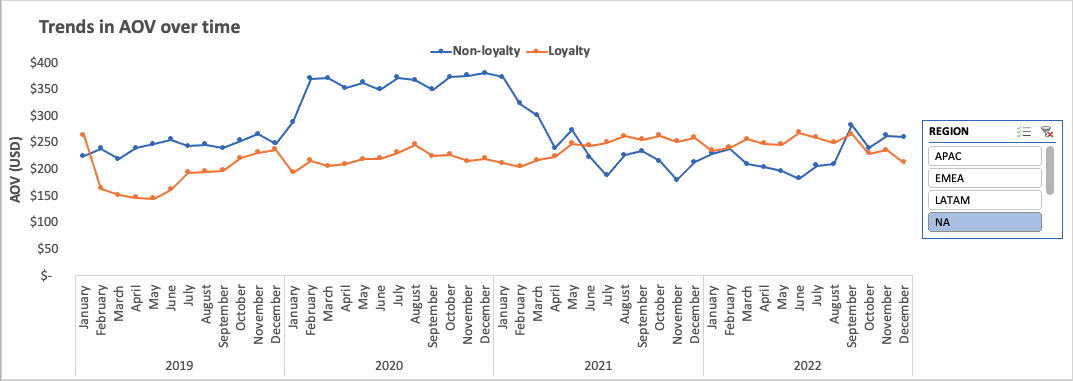 Trends in AOV over time
Non-loyalty Loyalty
$400
$350
$300
$250
$200
$150
$100
$50
$-
AOV (USD)
January February March April May June July August September October November December
January February March April May June July August September October November December
January February March April May June July August September October November December
January February March April May June July August September October November December
2019 2020 2021 2022
REGION
APAC
EMEA
LATAM
NA